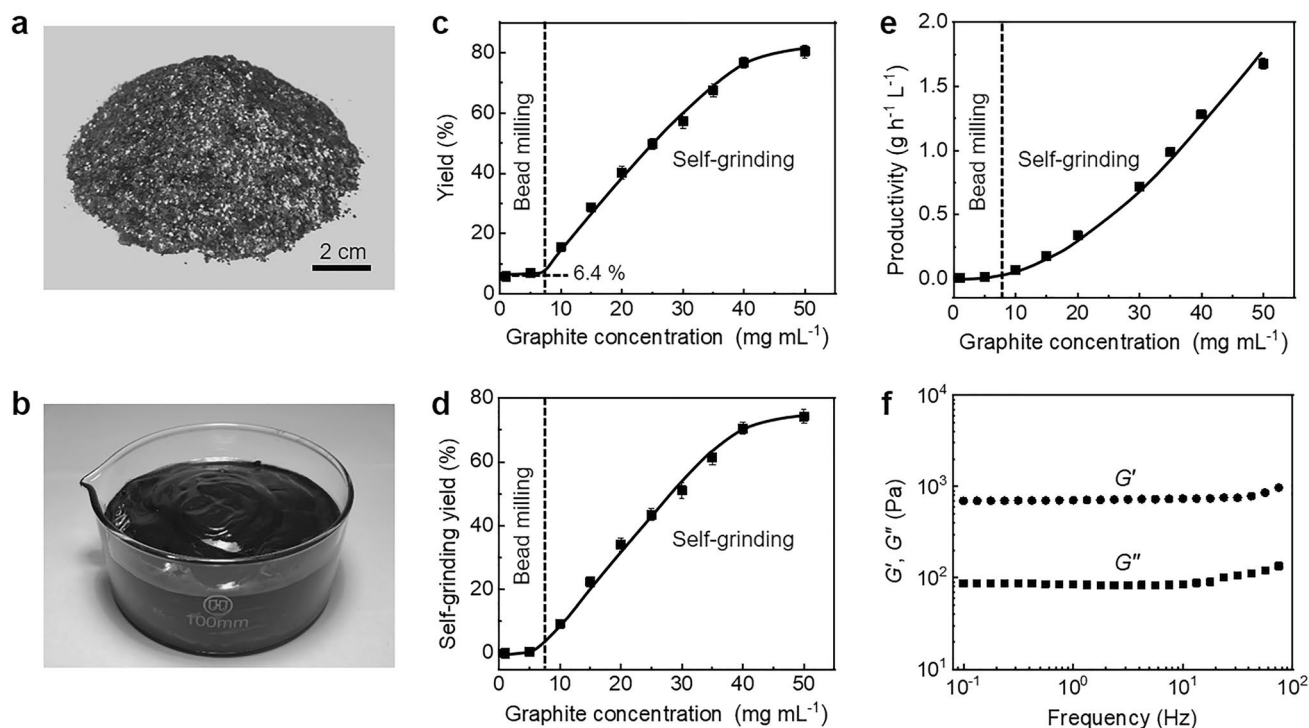 a
2 cm
b
100mm
c
Yield (%)
80
60
40
20
0
Bead milling
Self-grinding
6.4 %
0 10 20 30 40 50
Graphite concentration (mg mL⁻¹)
d
Self-grinding yield (%)
80
60
40
20
0
Bead milling
Self-grinding
0 10 20 30 40 50
Graphite concentration (mg mL⁻¹)
e
Productivity (g h⁻¹ L⁻¹)
2.0
1.5
1.0
0.5
0.0
Bead milling
Self-grinding
0 10 20 30 40 50
Graphite concentration (mg mL⁻¹)
f
G′, G″ (Pa)
10⁴
10³
10²
10¹
G′
G″
10⁻¹ 10⁰ 10¹ 10²
Frequency (Hz)